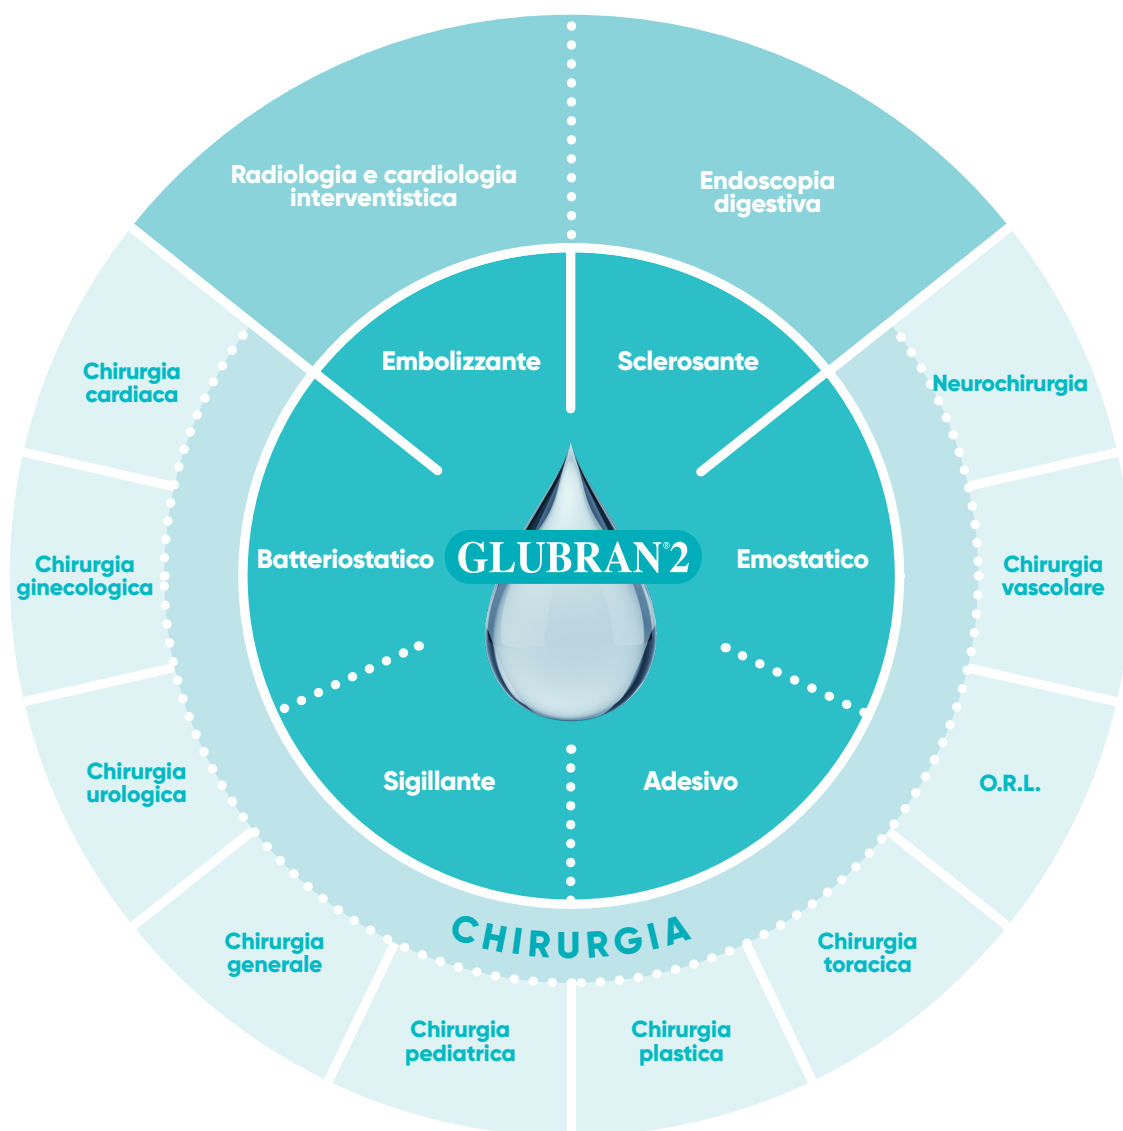 Radiologia e cardiologia
interventistica
Endoscopia
digestiva
Embolizzante
Sclerosante
Chirurgia
cardiaca
Neurochirurgia
Batteriostatico
GLUBRAN®2
Emostatico
Chirurgia
ginecologica
Chirurgia
vascolare
Sigillante
Adesivo
Chirurgia
urologica
O.R.L.
CHIRURGIA
Chirurgia
generale
Chirurgia
toracica
Chirurgia
pediatrica
Chirurgia
plastica